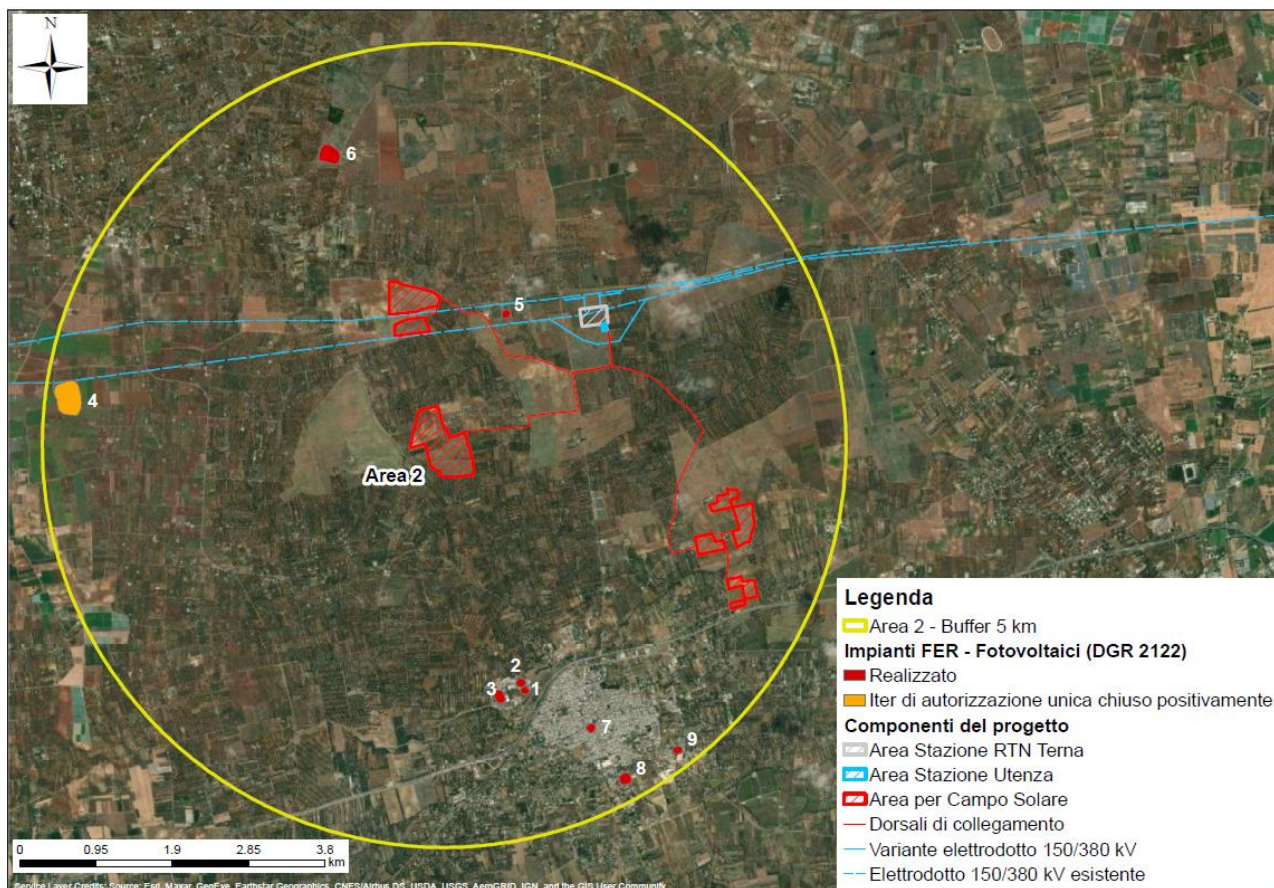 N
6
5
4
Area 2
2
3
1
7
9
8
Legenda
Area 2 - Buffer 5 km
Impianti FER - Fotovoltaici (DGR 2122)
Realizzato
Iter di autorizzazione unica chiuso positivamente
Componenti del progetto
Area Stazione RTN Terna
Area Stazione Utenza
Area per Campo Solare
Dorsali di collegamento
Variante elettrodotto 150/380 kV
Elettrodotto 150/380 kV esistente
0 0.95 1.9 2.85 3.8
km
Service Layer Credits: Source: Esri, Maxar, GeoEye, Earthstar Geographics, CNES/Airbus DS, USDA, USGS, AeroGRID, IGN, and the GIS User Community